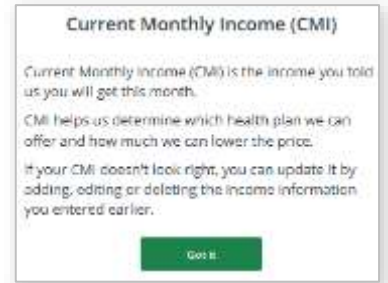 Current Monthly Income (CMI)
Current Monthly Income (CMI) is the income you told
us you will get this month.
CMI helps us determine which health plan we can
offer and how much we can lower the price.
If your CMI doesn't look right, you can update it by
adding, editing or deleting the income information
you entered earlier.
Got it